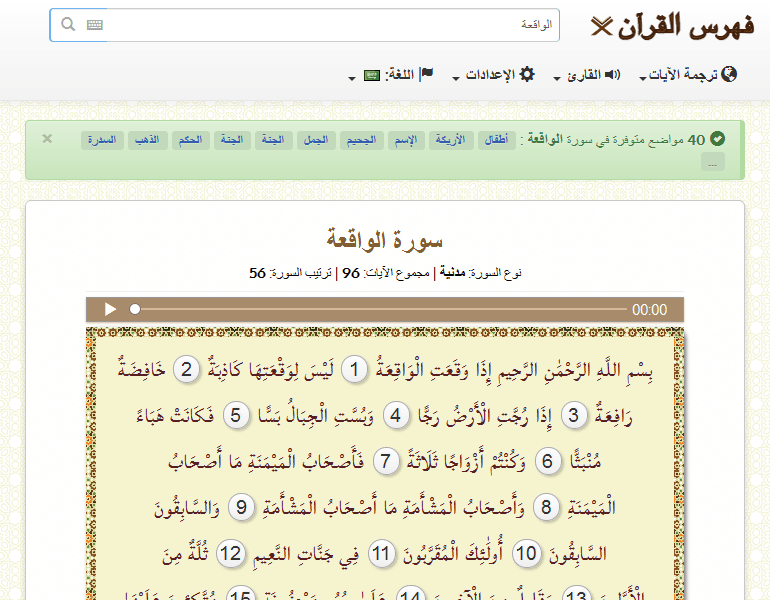 فهرس القرآن
الواقعة
ترجمة الآيات القارئ الإعدادات اللغة:
40 مواضع متوفرة في سورة الواقعة : أطفال الأريكة الإسم الجحيم الجمل الجنة الجنة الحكم الذهب السدرة ×
...
سورة الواقعة
نوع السورة: مدنية | مجموع الآيات: 96 | ترتيب السورة: 56
00:00
بِسْمِ اللَّهِ الرَّحْمَٰنِ الرَّحِيمِ إِذَا وَقَعَتِ الْوَاقِعَةُ 1 لَيْسَ لِوَقْعَتِهَا كَاذِبَةٌ 2 خَافِضَةٌ
رَافِعَةٌ 3 إِذَا رُجَّتِ الْأَرْضُ رَجًّا 4 وَبُسَّتِ الْجِبَالُ بَسًّا 5 فَكَانَتْ هَبَاءً
مُنْبَثًّا 6 وَكُنْتُمْ أَزْوَاجًا ثَلَاثَةً 7 فَأَصْحَابُ الْمَيْمَنَةِ مَا أَصْحَابُ
الْمَيْمَنَةِ 8 وَأَصْحَابُ الْمَشْأَمَةِ مَا أَصْحَابُ الْمَشْأَمَةِ 9 وَالسَّابِقُونَ
السَّابِقُونَ 10 أُولَٰئِكَ الْمُقَرَّبُونَ 11 فِي جَنَّاتِ النَّعِيمِ 12 ثُلَّةٌ مِنَ
13 14 15